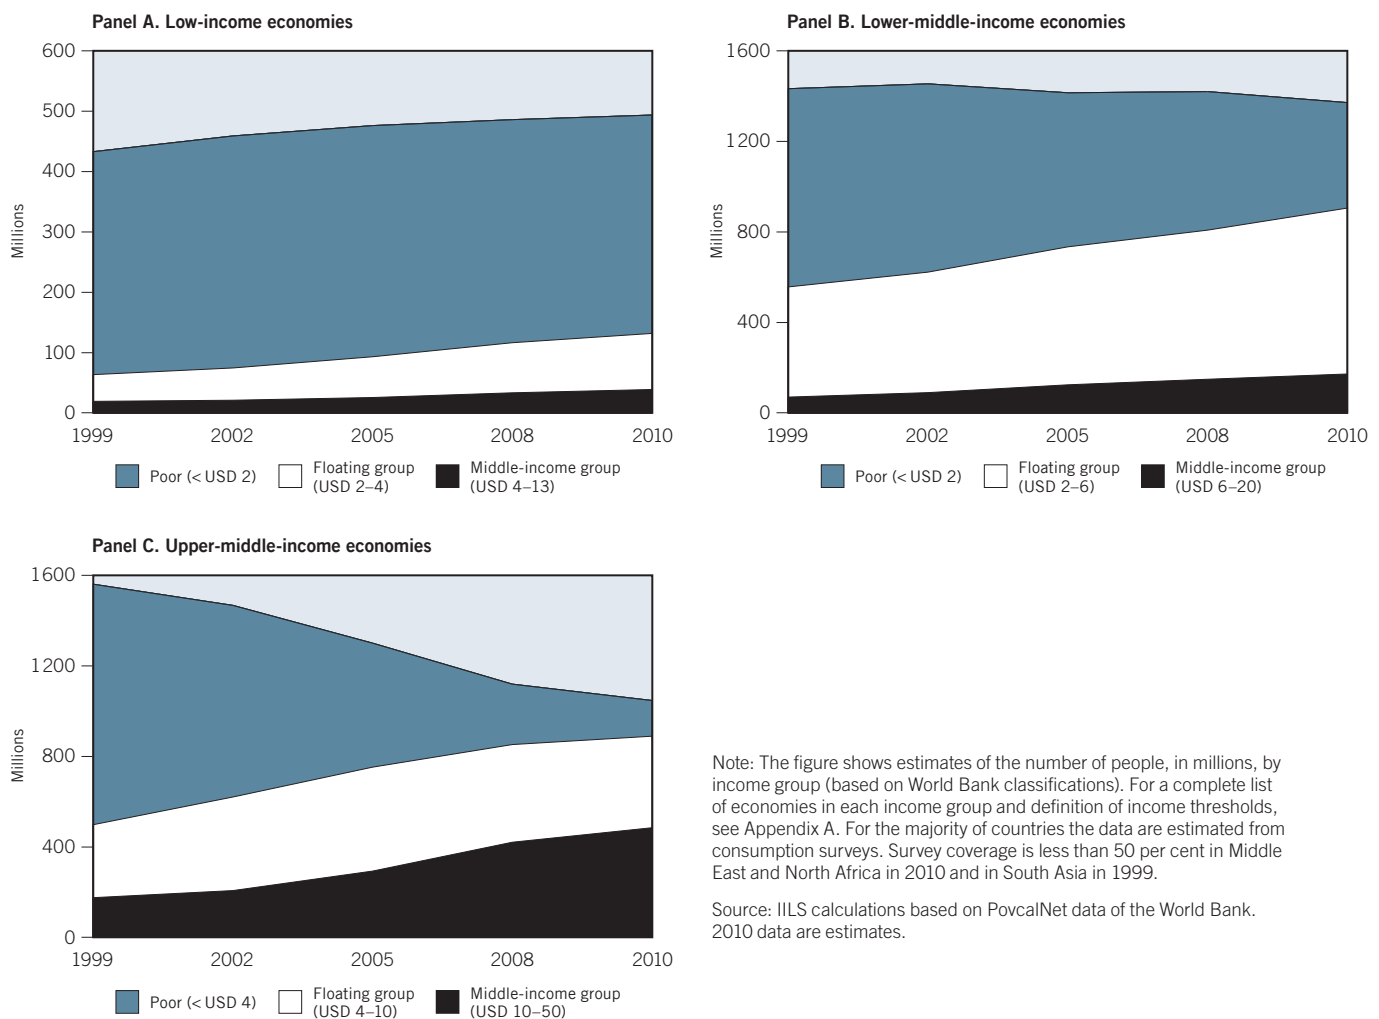 Panel A. Low-income economies
600
500
400
300
200
100
0
Millions
1999 2002 2005 2008 2010
Poor (< USD 2)
Floating group
(USD 2–4)
Middle-income group
(USD 4–13)
Panel B. Lower-middle-income economies
1600
1200
800
400
0
Millions
1999 2002 2005 2008 2010
Poor (< USD 2)
Floating group
(USD 2–6)
Middle-income group
(USD 6–20)
Panel C. Upper-middle-income economies
1600
1200
800
400
0
Millions
1999 2002 2005 2008 2010
Poor (< USD 4)
Floating group
(USD 4–10)
Middle-income group
(USD 10–50)
Note: The figure shows estimates of the number of people, in millions, by
income group (based on World Bank classifications). For a complete list
of economies in each income group and definition of income thresholds,
see Appendix A. For the majority of countries the data are estimated from
consumption surveys. Survey coverage is less than 50 per cent in Middle
East and North Africa in 2010 and in South Asia in 1999.
Source: IILS calculations based on PovcalNet data of the World Bank.
2010 data are estimates.